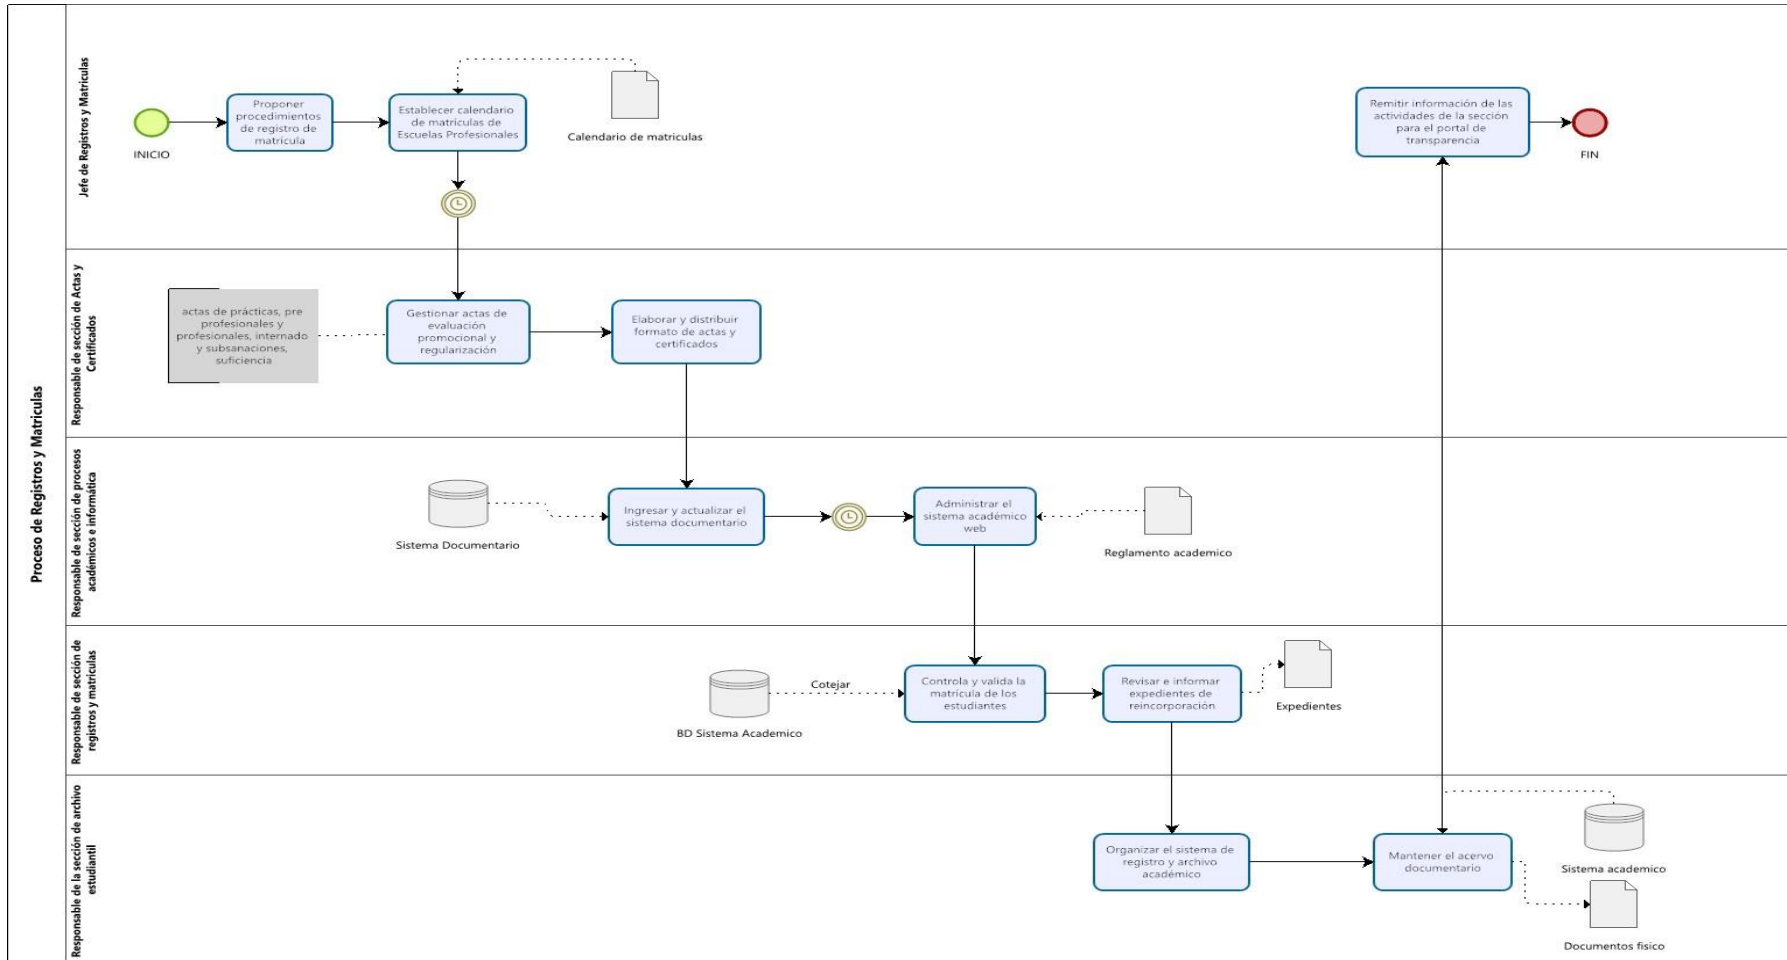 Proceso de Registros y Matriculas
Jefe de Registros y Matriculas
INICIO
Proponer
procedimientos
de registro de
matrícula
Establecer calendario
de matrículas de
Escuelas Profesionales
Calendario de matriculas
Remitir información de las
actividades de la sección
para el portal de
transparencia
FIN
Responsable de sección de Actas y
Certificados
actas de prácticas, pre
profesionales y
profesionales, internado
y subsanaciones,
suficiencia
Gestionar actas de
evaluación
promocional y
regularización
Elaborar y distribuir
formato de actas y
certificados
Responsable de sección de procesos
académicos e informática
Sistema Documentario
Ingresar y actualizar el
sistema documentario
Administrar el
sistema académico
web
Reglamento academico
Responsable de sección de
registros y matrículas
BD Sistema Academico
Cotejar
Controla y valida la
matrícula de los
estudiantes
Revisar e informar
expedientes de
reincorporación
Expedientes
Responsable de la sección de archivo
estudiantil
Organizar el sistema de
registro y archivo
académico
Mantener el acervo
documentario
Sistema academico
Documentos fisico